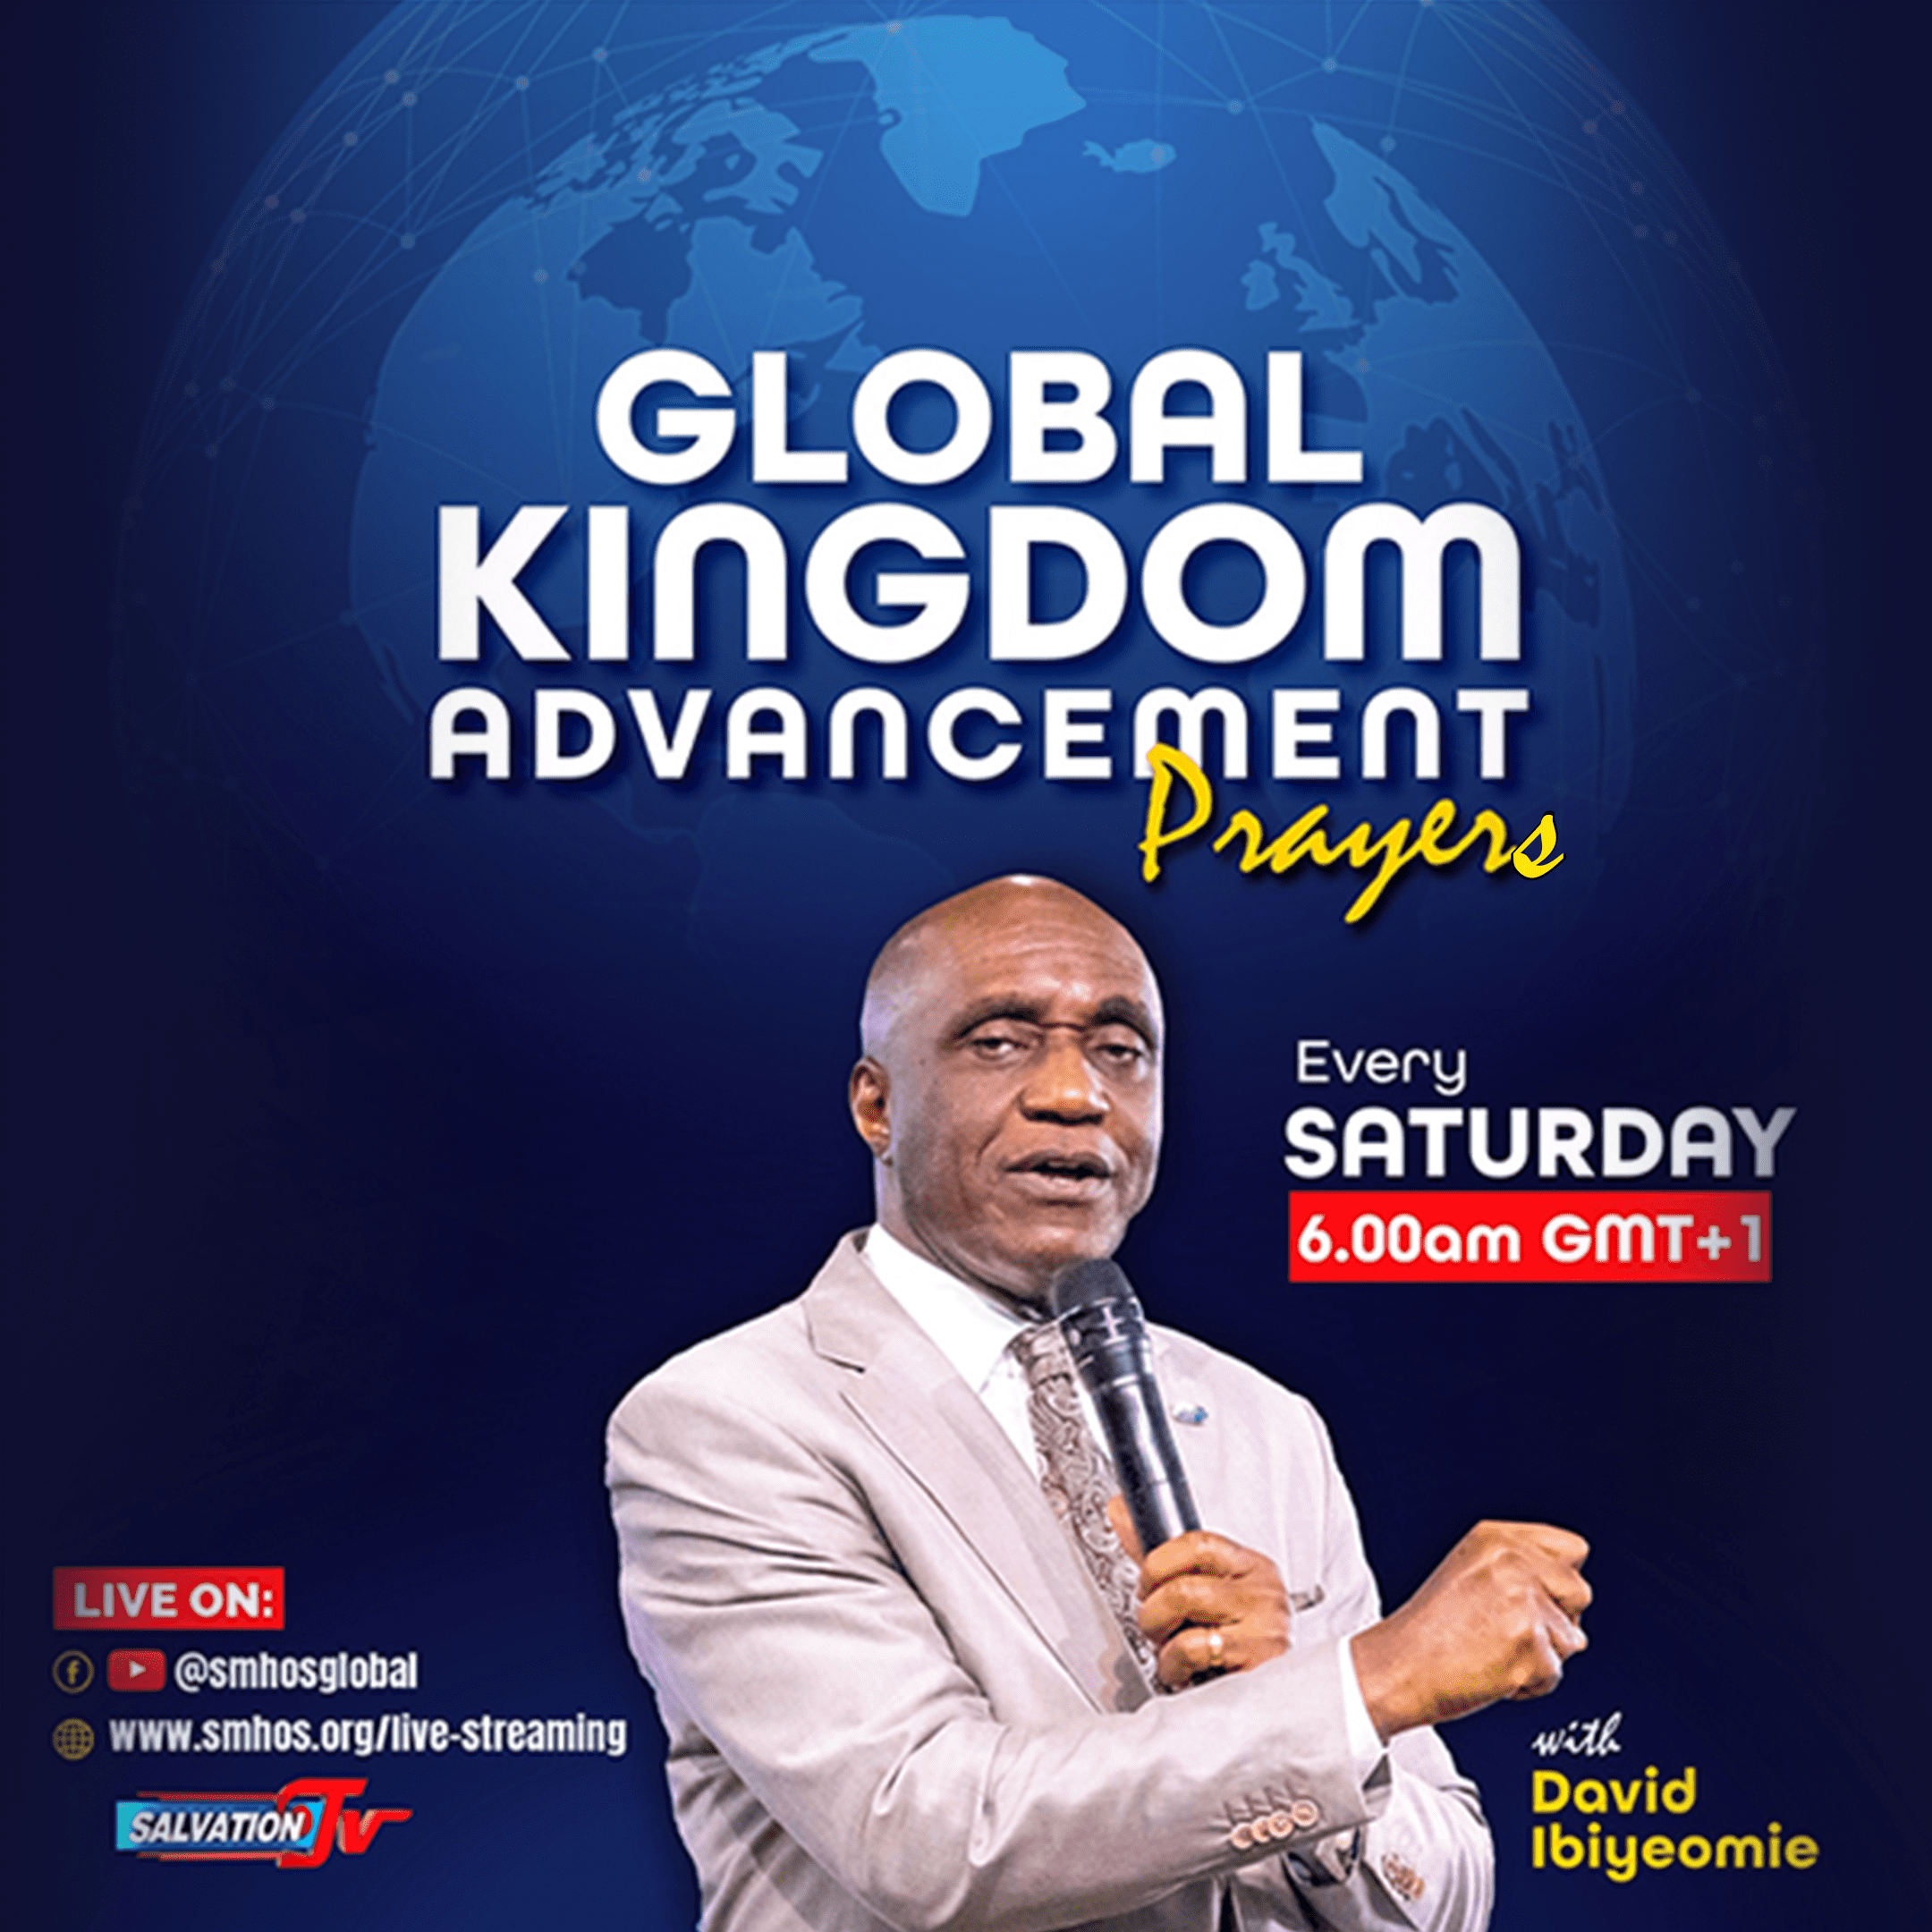 GLOBAL
KINGDOM
ADVANCEMENT
Prayers
Every
SATURDAY
6.00am GMT+1
LIVE ON:
@smhosglobal
www.smhos.org/live-streaming
SALVATION TV
with
David
Ibiyeomie